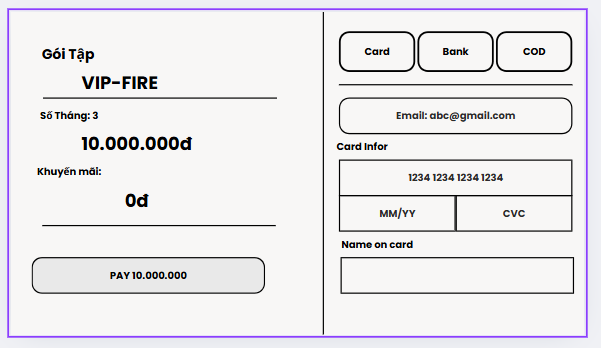 Gói Tập
VIP-FIRE
Số Tháng: 3
10.000.000đ
Khuyến mãi:
0đ
PAY 10.000.000
Card
Bank
COD
Email: abc@gmail.com
Card Infor
1234 1234 1234 1234
MM/YY
CVC
Name on card